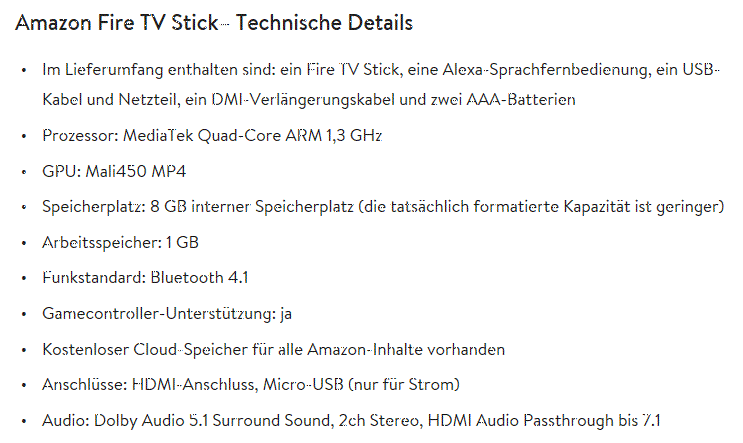 Amazon Fire TV Stick– Technische Details
• Im Lieferumfang enthalten sind: ein Fire TV Stick, eine Alexa-Sprachfernbedienung, ein USB-
Kabel und Netzteil, ein DMI-Verlängerungskabel und zwei AAA-Batterien
• Prozessor: MediaTek Quad-Core ARM 1,3 GHz
• GPU: Mali450 MP4
• Speicherplatz: 8 GB interner Speicherplatz (die tatsächlich formatierte Kapazität ist geringer)
• Arbeitsspeicher: 1 GB
• Funkstandard: Bluetooth 4.1
• Gamecontroller-Unterstützung: ja
• Kostenloser Cloud-Speicher für alle Amazon-Inhalte vorhanden
• Anschlüsse: HDMI-Anschluss, Micro-USB (nur für Strom)
• Audio: Dolby Audio 5.1 Surround Sound, 2ch Stereo, HDMI Audio Passthrough bis 7.1